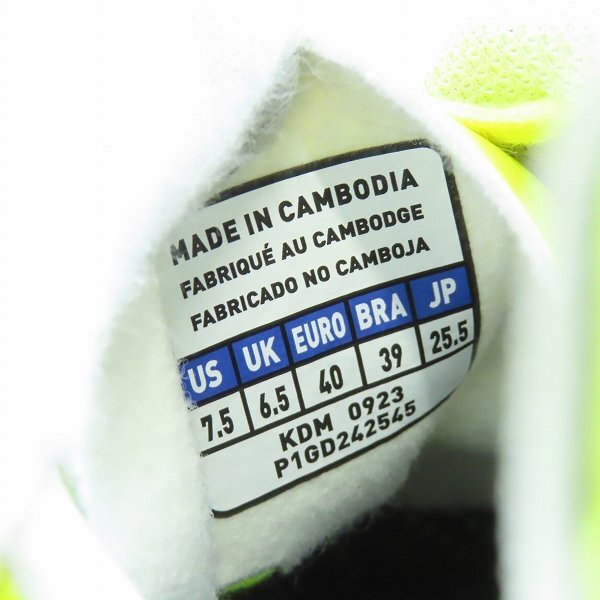 MADE IN CAMBODIA
FABRIQUÉ AU CAMBODGE
FABRICADO NO CAMBOJA
US UK EURO BRA JP
7.5 6.5 40 39 25.5
KDM 0923
P1GD242545